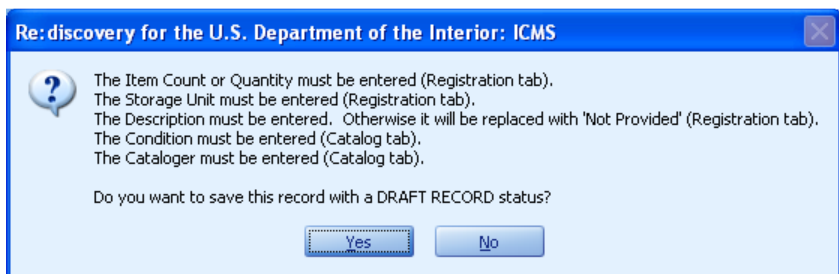 Re:discovery for the U.S. Department of the Interior: ICMS
The Item Count or Quantity must be entered (Registration tab).
The Storage Unit must be entered (Registration tab).
The Description must be entered.  Otherwise it will be replaced with 'Not Provided' (Registration tab).
The Condition must be entered (Catalog tab).
The Cataloger must be entered (Catalog tab).
Do you want to save this record with a DRAFT RECORD status?
Yes
No